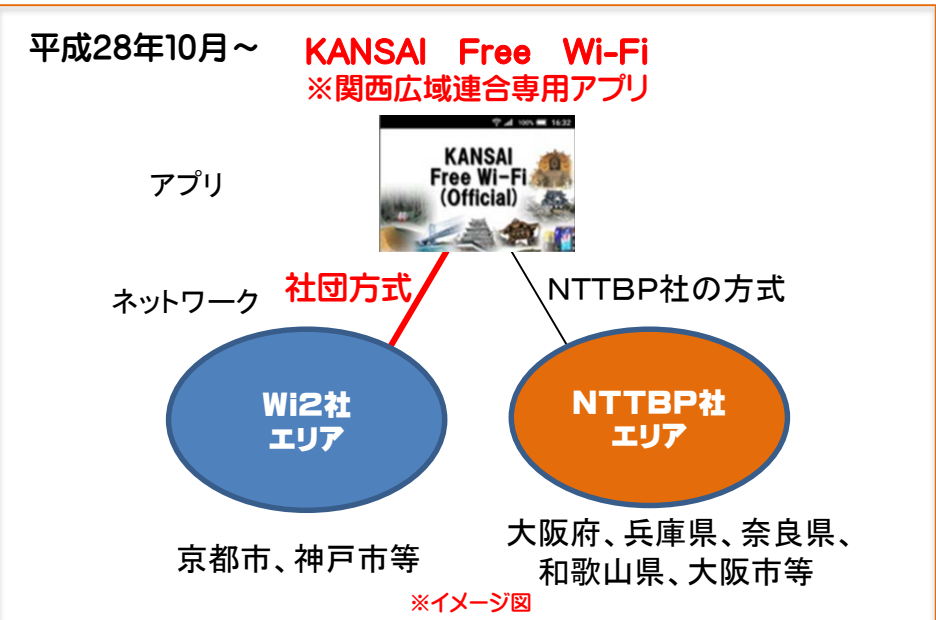 平成28年10月～
KANSAI Free Wi-Fi
※関西広域連合専用アプリ
100% 16:32
KANSAI
Free Wi-Fi
(Official)
アプリ
ネットワーク
社団方式
NTTBP社の方式
Wi2社
エリア
NTTBP社
エリア
京都市、神戸市等
大阪府、兵庫県、奈良県、
和歌山県、大阪市等
※イメージ図